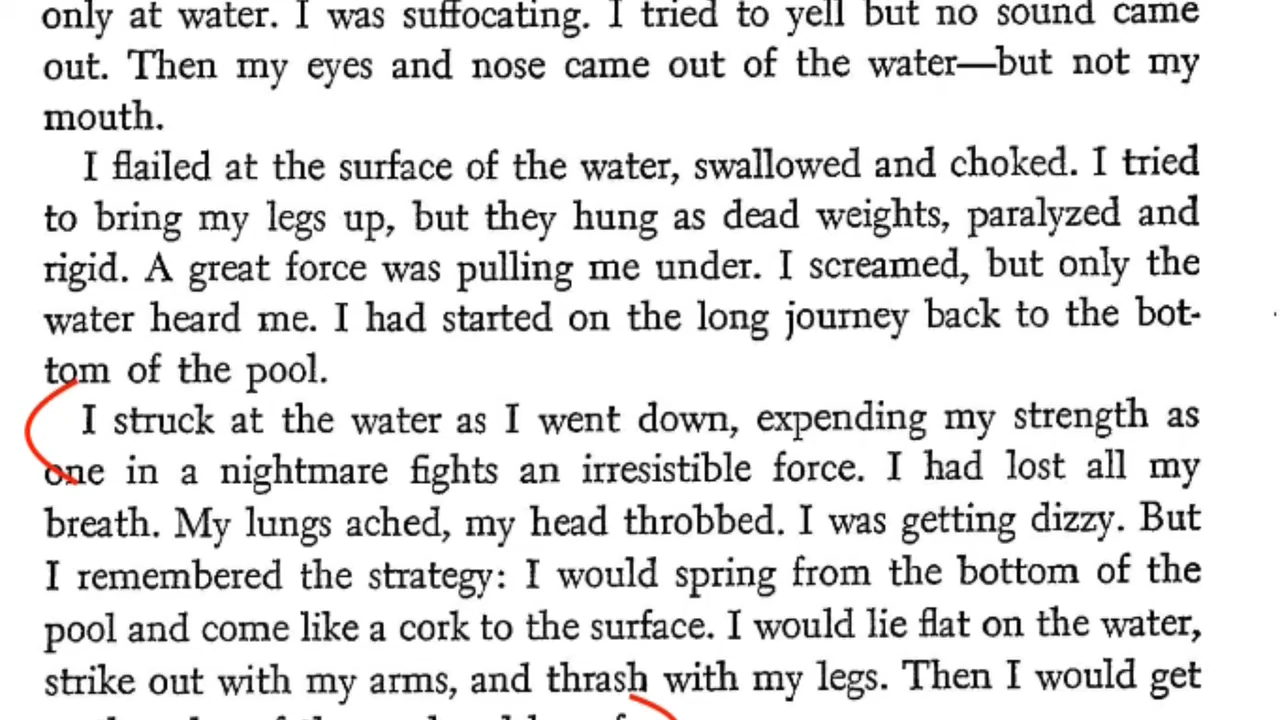 only at water. I was suffocating. I tried to yell but no sound came
out. Then my eyes and nose came out of the water—but not my
mouth.
I flailed at the surface of the water, swallowed and choked. I tried
to bring my legs up, but they hung as dead weights, paralyzed and
rigid. A great force was pulling me under. I screamed, but only the
water heard me. I had started on the long journey back to the bot-
tom of the pool.
I struck at the water as I went down, expending my strength as
one in a nightmare fights an irresistible force. I had lost all my
breath. My lungs ached, my head throbbed. I was getting dizzy. But
I remembered the strategy: I would spring from the bottom of the
pool and come like a cork to the surface. I would lie flat on the water,
strike out with my arms, and thrash with my legs. Then I would get